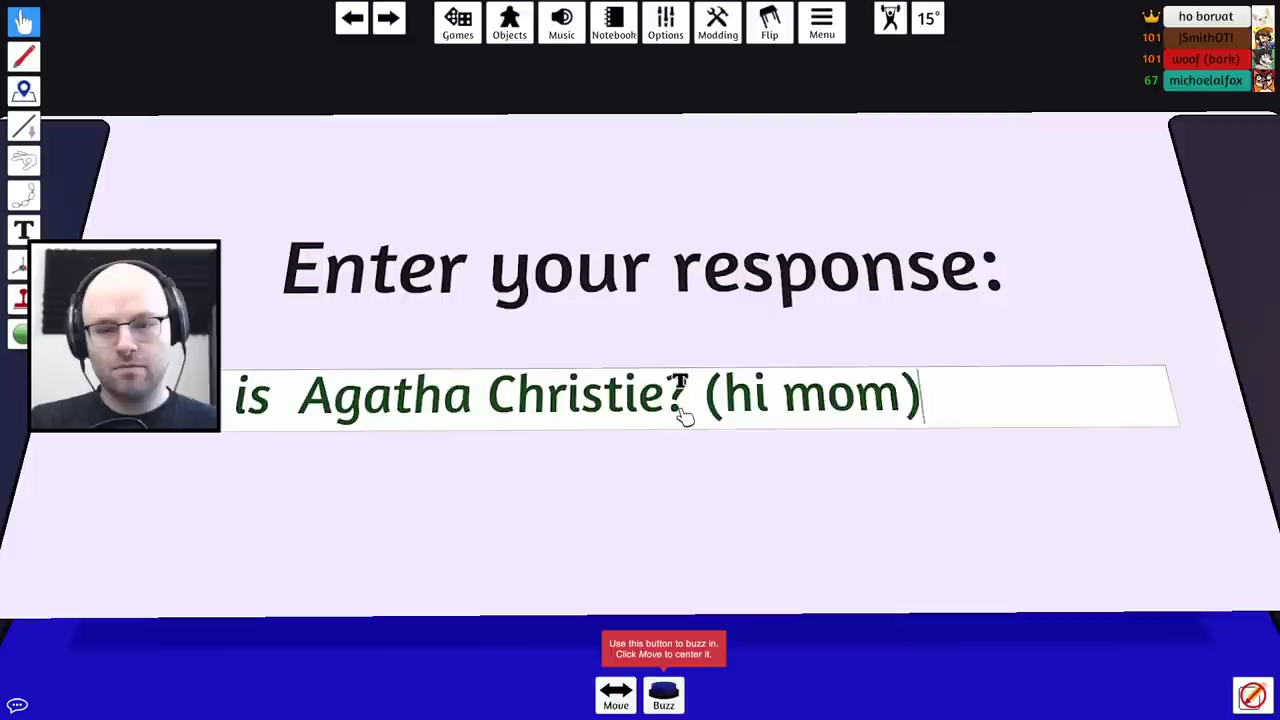 Games Objects Music Notebook Options Modding Flip Menu 15°
ho borvat
101 JSmithOTI
101 woof (bark)
67 michaelalfox
T
Enter your response:
is Agatha Christie? (hi mom)
Use this button to buzz in.
Click Move to center it.
Move Buzz